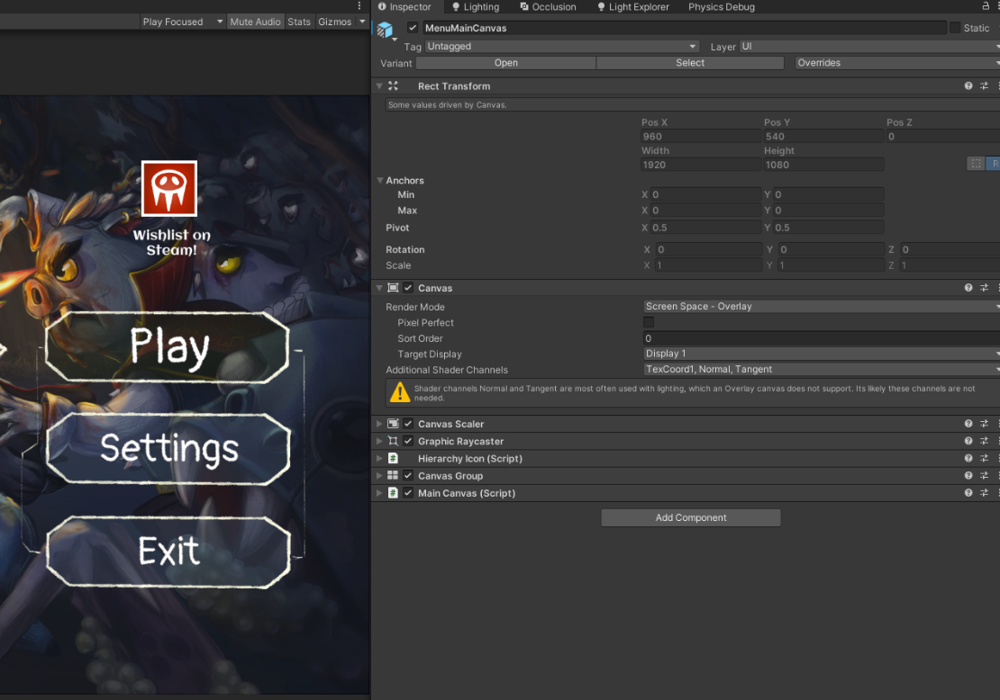 Play Focused
Mute Audio
Stats
Gizmos
Inspector
Lighting
Occlusion
Light Explorer
Physics Debug
MenuMainCanvas
Static
Tag Untagged
Layer UI
Variant Open Select Overrides
Rect Transform
Some values driven by Canvas.
Pos X Pos Y Pos Z
960 540 0
Width Height
1920 1080
R
Anchors
Min X 0 Y 0
Max X 0 Y 0
Pivot X 0.5 Y 0.5
Rotation X 0 Y 0 Z 0
Scale X 1 Y 1 Z 1
Canvas
Render Mode Screen Space - Overlay
Pixel Perfect
Sort Order 0
Target Display Display 1
Additional Shader Channels TexCoord1, Normal, Tangent
Shader channels Normal and Tangent are most often used with lighting, which an Overlay canvas does not support. Its likely these channels are not
needed.
Canvas Scaler
Graphic Raycaster
# Hierarchy Icon (Script)
Canvas Group
# Main Canvas (Script)
Add Component
Wishlist on
Steam!
Play
Settings
Exit